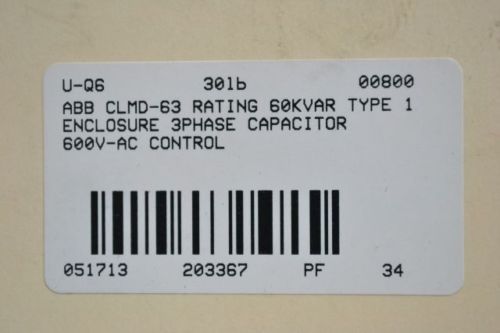 U-Q6 30lb 00800
ABB CLMD-63 RATING 60KVAR TYPE 1
ENCLOSURE 3PHASE CAPACITOR
600V-AC CONTROL
051713 203367 PF 34